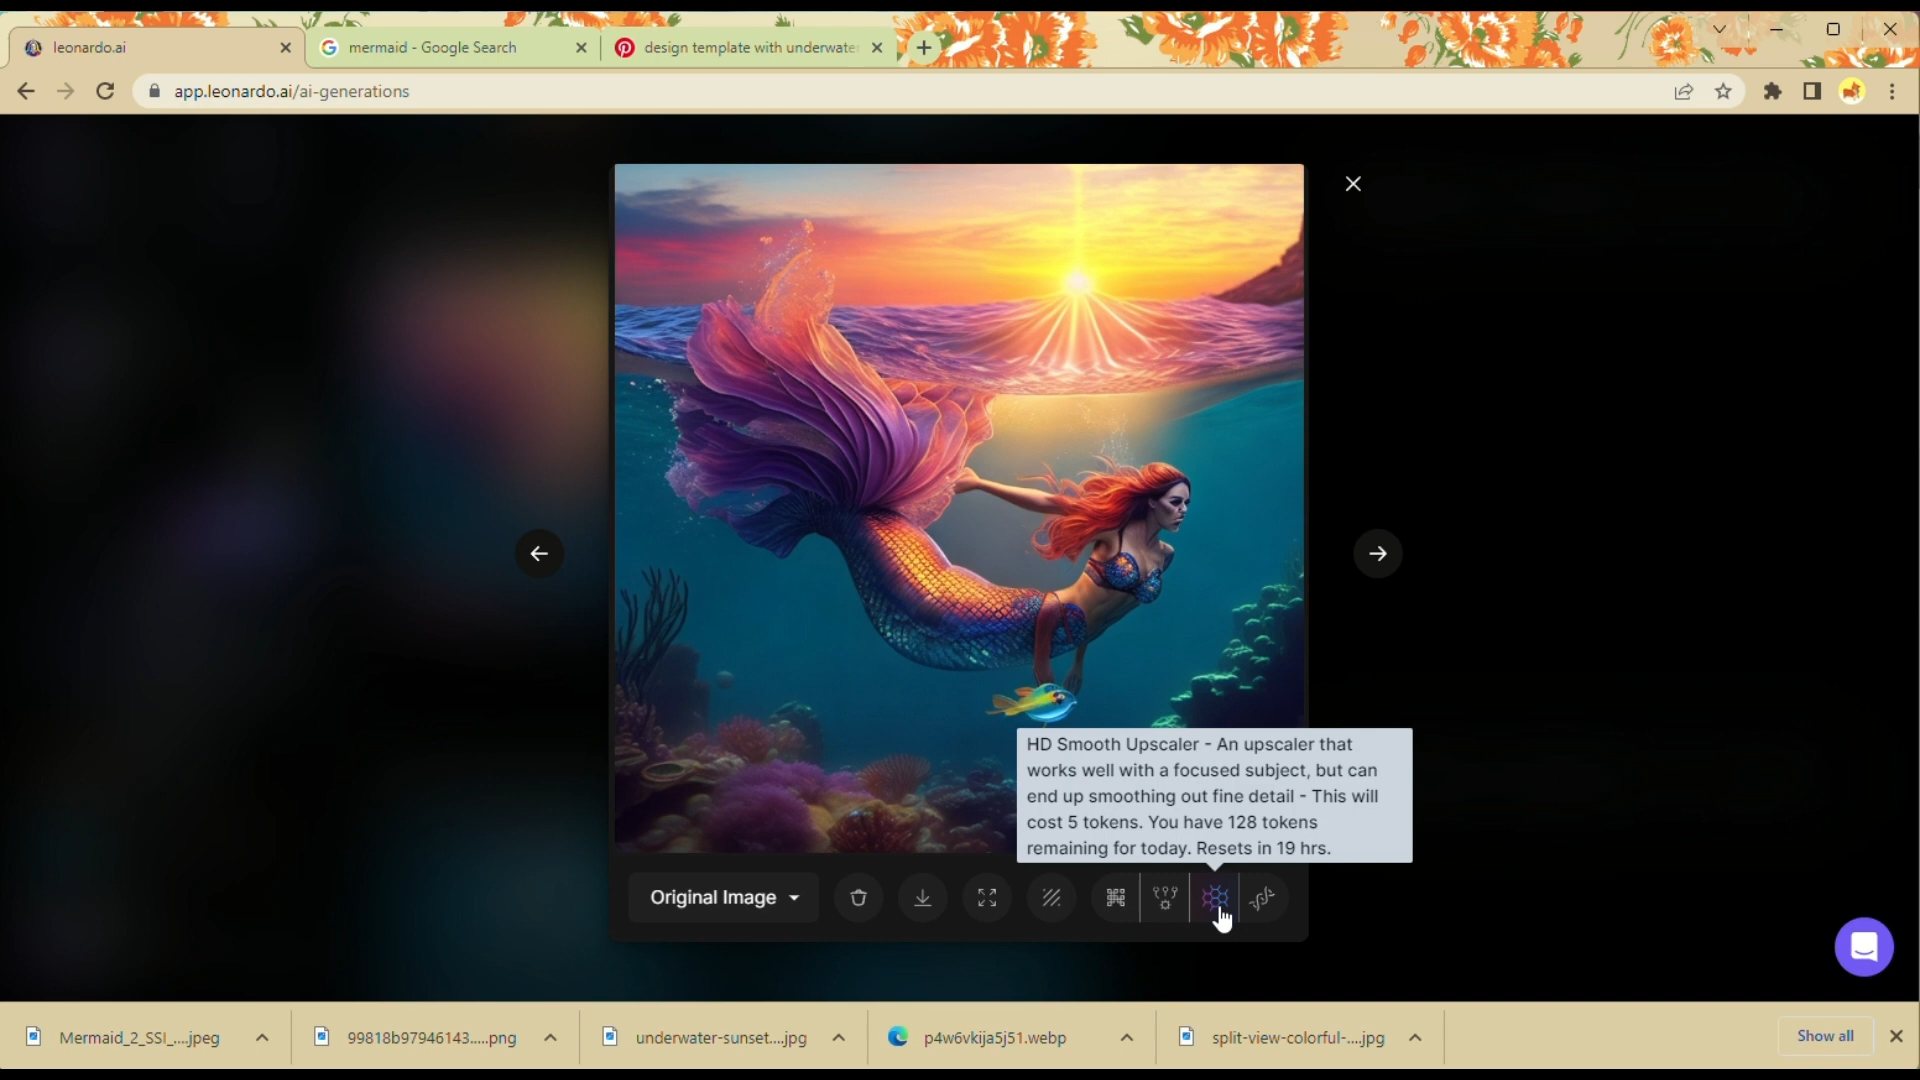 leonardo.ai
mermaid - Google Search
design template with underwate
app.leonardo.ai/ai-generations
HD Smooth Upscaler - An upscaler that
works well with a focused subject, but can
end up smoothing out fine detail - This will
cost 5 tokens. You have 128 tokens
remaining for today. Resets in 19 hrs.
Original Image
Mermaid_2_SSI_....jpeg
99818b97946143.....png
underwater-sunset....jpg
p4w6vkija5j51.webp
split-view-colorful-....jpg
Show all